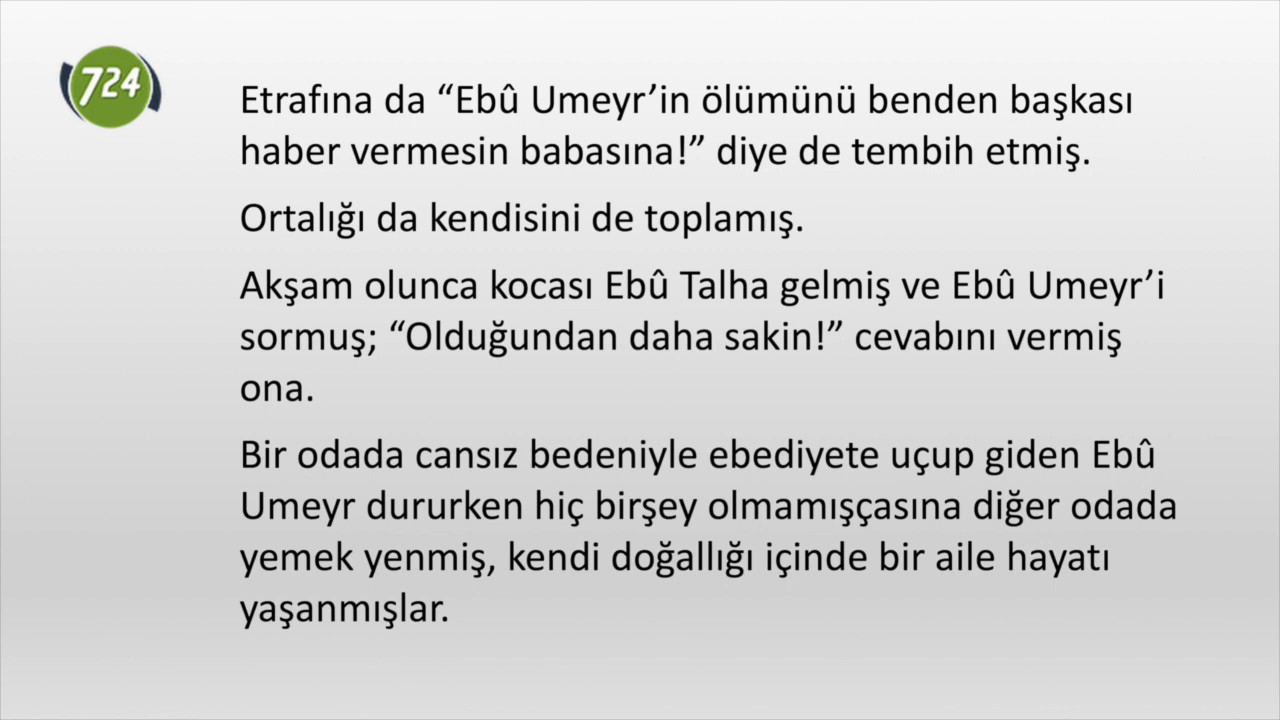 724
Etrafına da “Ebû Umeyr’in ölümünü benden başkası
haber vermesin babasına!” diye de tembih etmiş.
Ortalığı da kendisini de toplamış.
Akşam olunca kocası Ebû Talha gelmiş ve Ebû Umeyr’i
sormuş; “Olduğundan daha sakin!” cevabını vermiş
ona.
Bir odada cansız bedeniyle ebediyete uçup giden Ebû
Umeyr dururken hiç birşey olmamışçasına diğer odada
yemek yenmiş, kendi doğallığı içinde bir aile hayatı
yaşanmışlar.